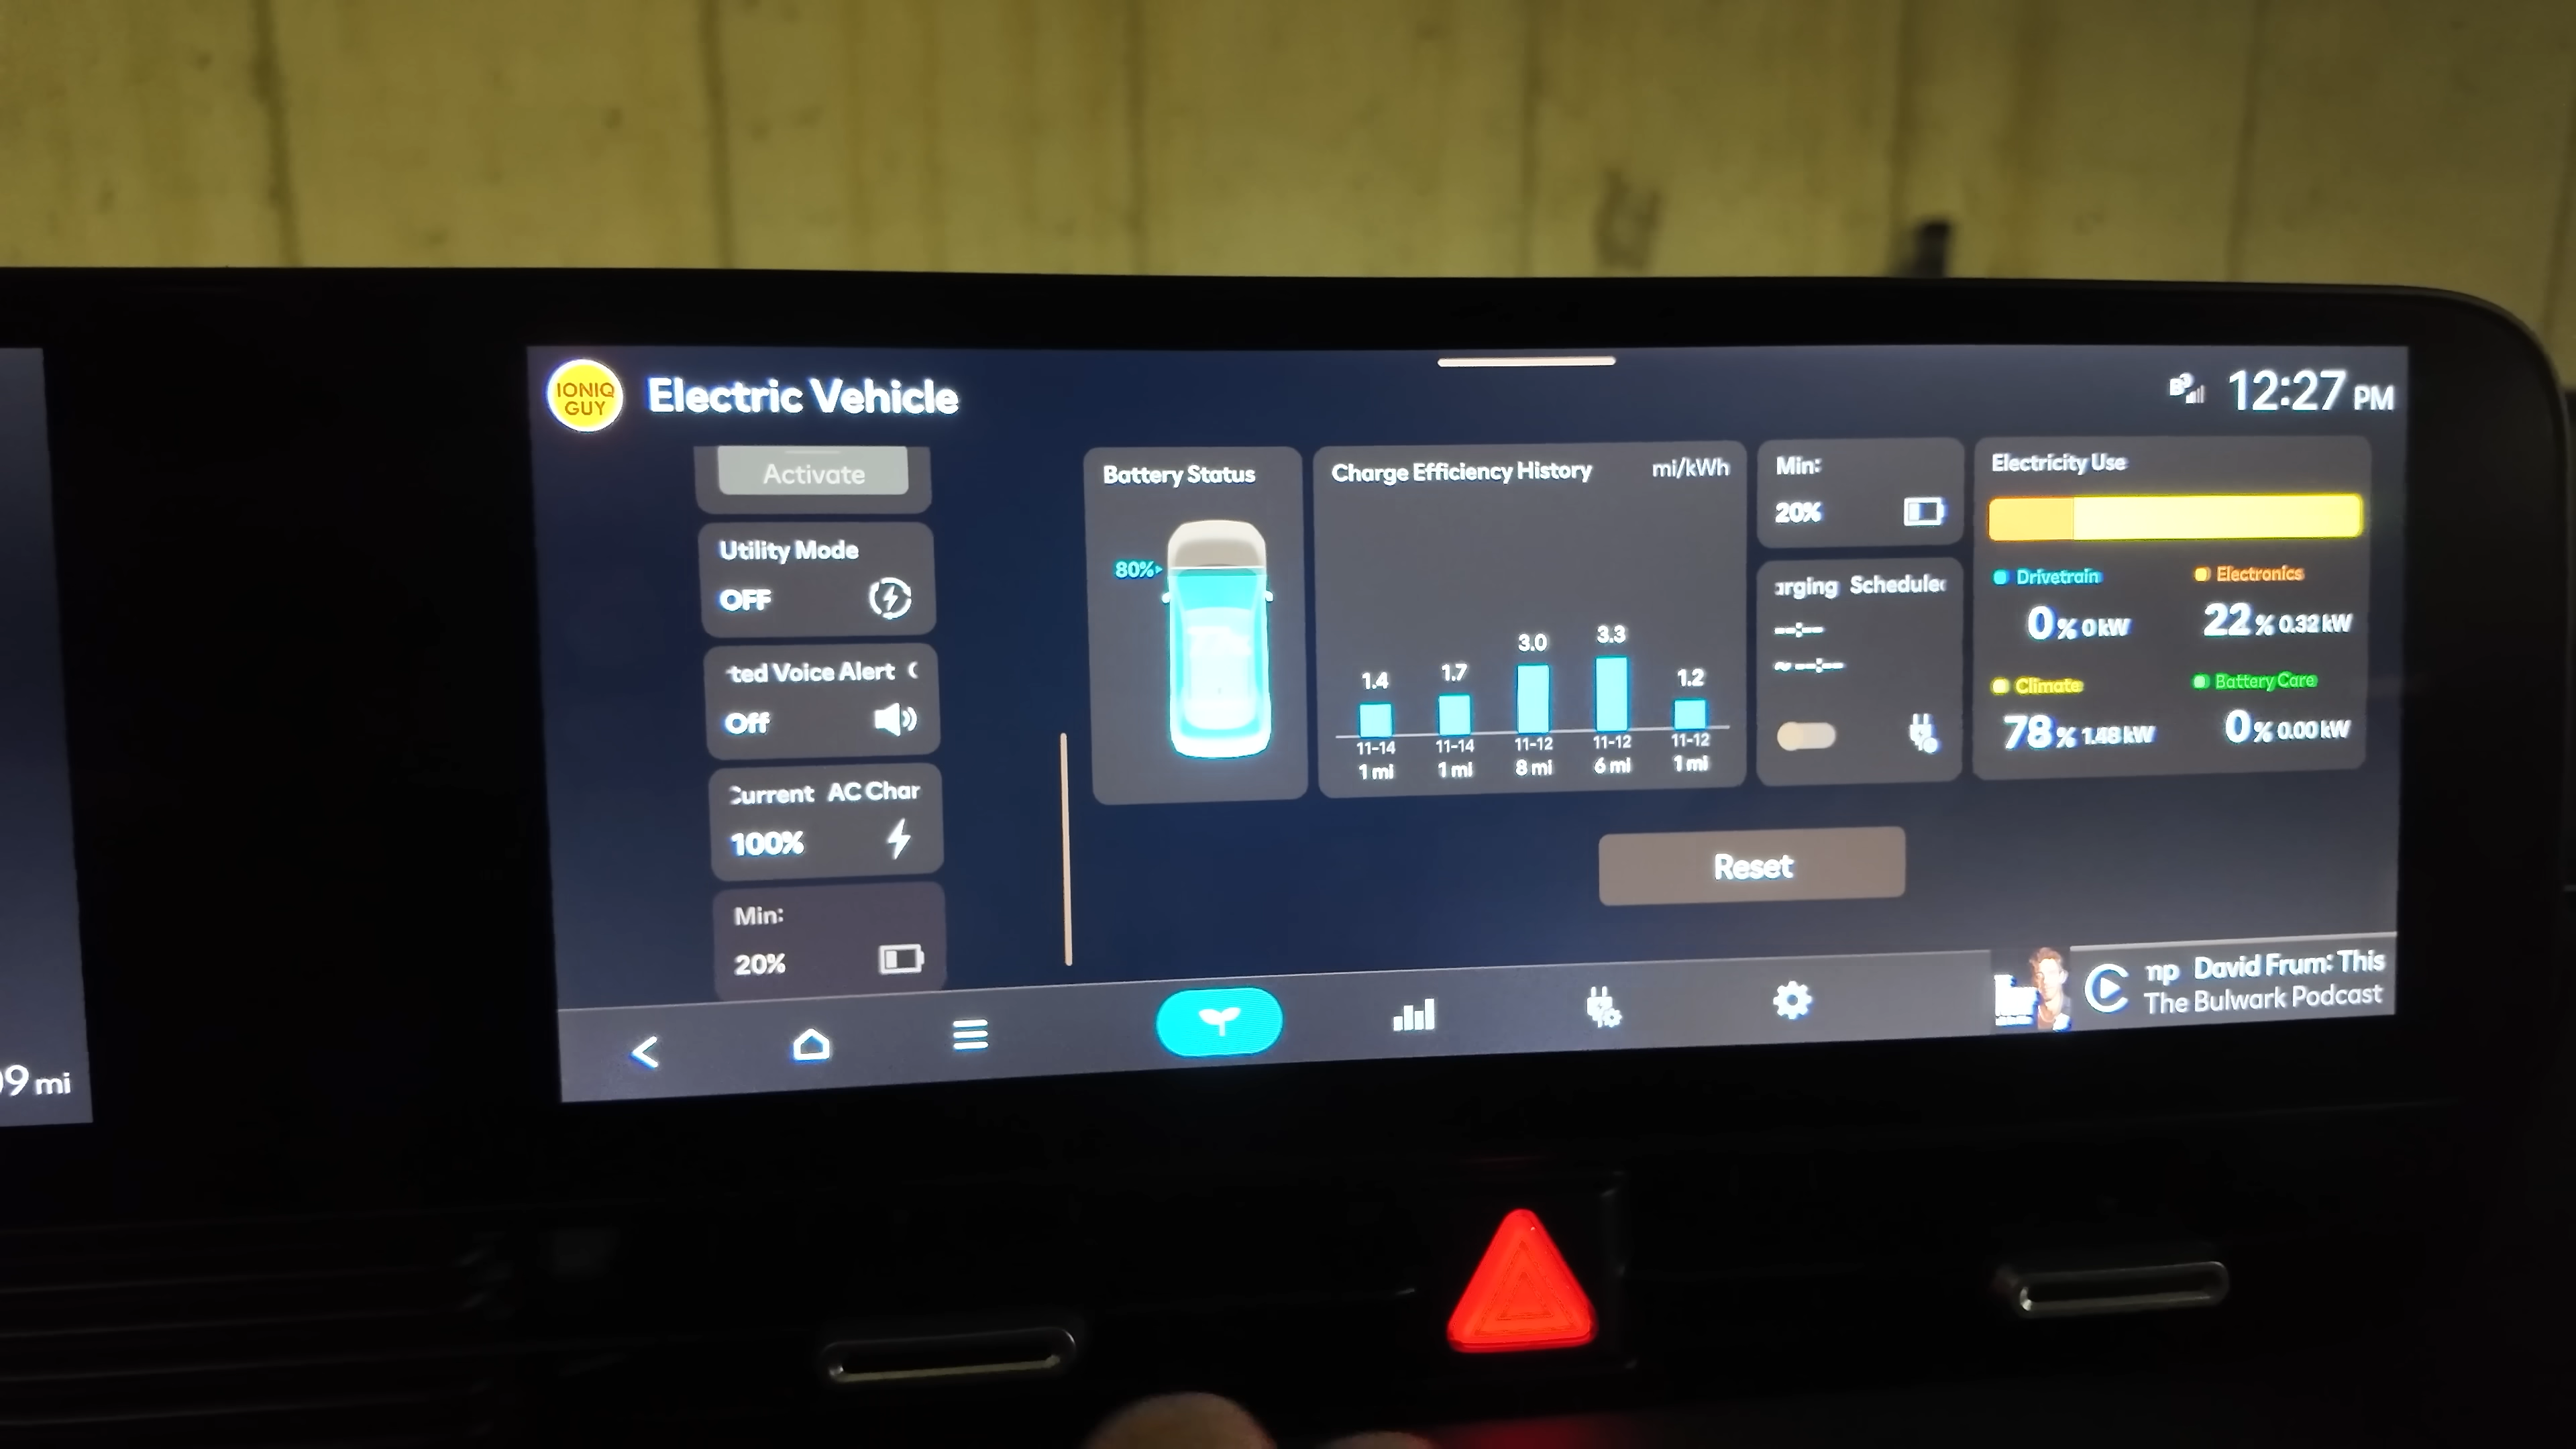 IONIQ
GUY
Electric Vehicle
12:27 PM
Activate
Utility Mode
OFF
ted Voice Alert
Off
Current AC Char
100%
Min:
20%
Battery Status
80%
Charge Efficiency History mi/kWh
1.4 1.7 3.0 3.3 1.2
11-14 11-14 11-12 11-12 11-12
1 mi 1 mi 8 mi 6 mi 1 mi
Min:
20%
arging Schedule
--:--
~ --:--
Electricity Use
Drivetrain Electronics
0% 0 kW 22% 0.32 kW
Climate Battery Care
78% 1.48 kW 0% 0.00 kW
Reset
np David Frum: This
The Bulwark Podcast
9 mi